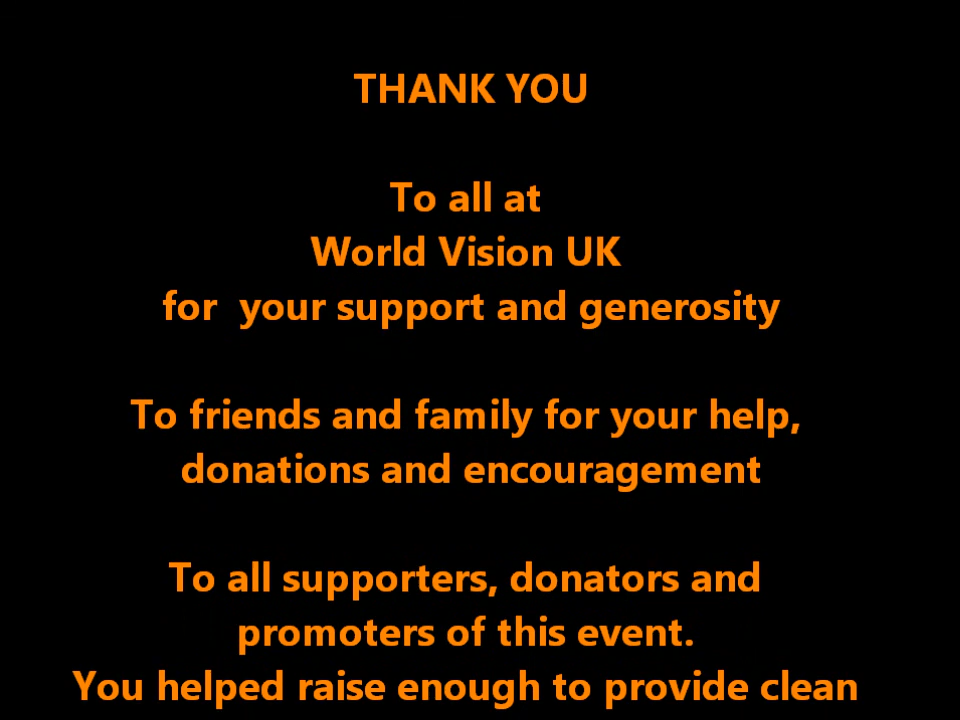 THANK YOU
To all at
World Vision UK
for  your support and generosity
To friends and family for your help,
donations and encouragement
To all supporters, donators and
promoters of this event.
You helped raise enough to provide clean